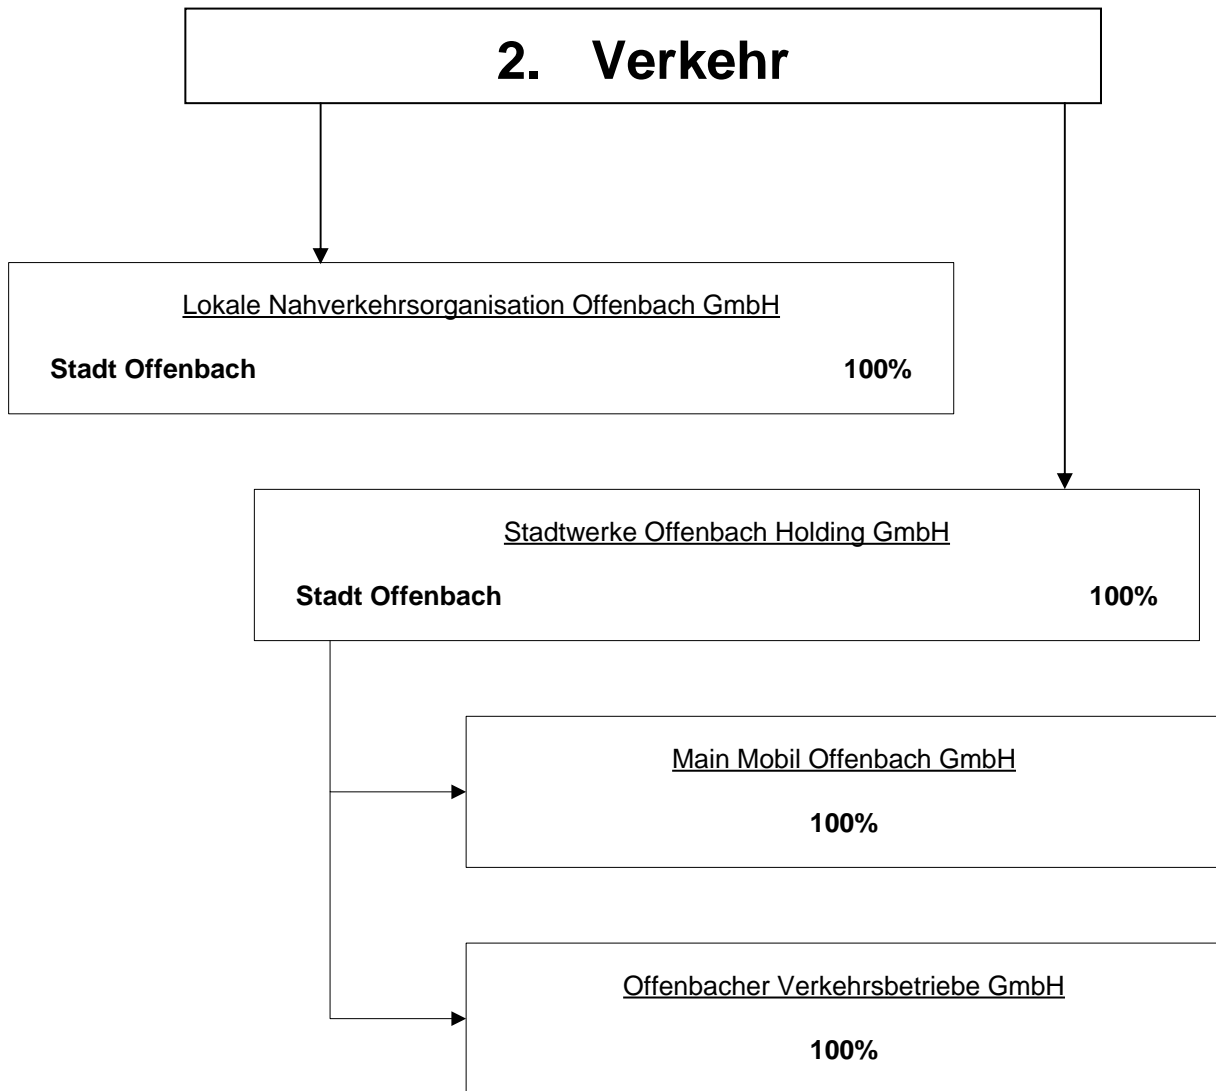 2. Verkehr
Lokale Nahverkehrsorganisation Offenbach GmbH
Stadt Offenbach 100%
Stadtwerke Offenbach Holding GmbH
Stadt Offenbach 100%
Main Mobil Offenbach GmbH
100%
Offenbacher Verkehrsbetriebe GmbH
100%